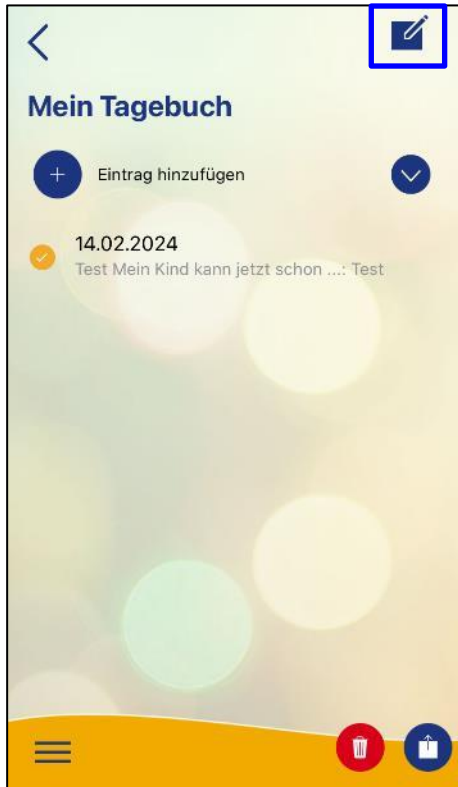 Mein Tagebuch
Eintrag hinzufügen
14.02.2024
Test Mein Kind kann jetzt schon ...: Test